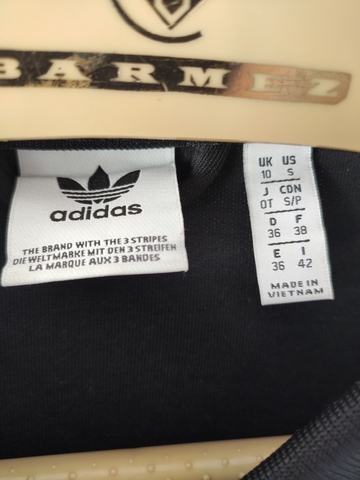 BARMEZ
adidas
THE BRAND WITH THE 3 STRIPES
DIE WELTMARKE MIT DEN 3 STREIFEN
LA MARQUE AUX 3 BANDES
UK US
10 S
J CDN
OT S/P
D F
36 38
E I
36 42
MADE IN
VIETNAM